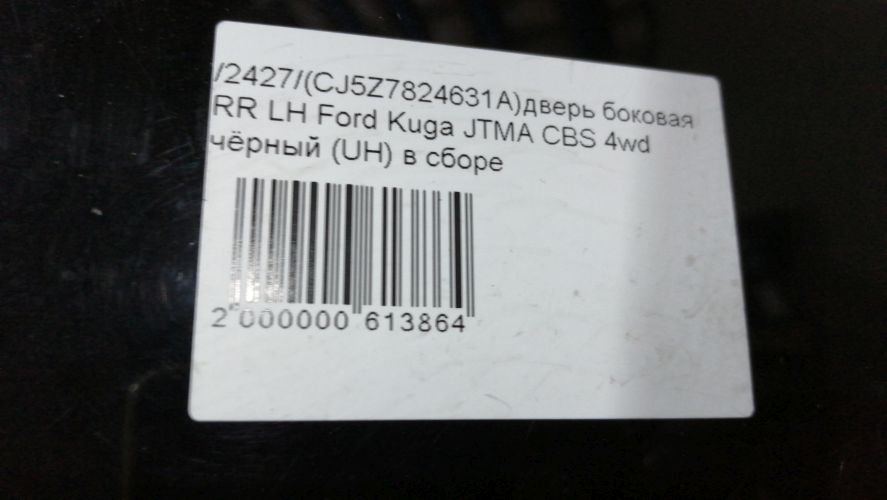 /2427/(CJ5Z7824631A)дверь боковая
RR LH Ford Kuga JTMA CBS 4wd
чёрный (UH) в сборе
2 000000 613864